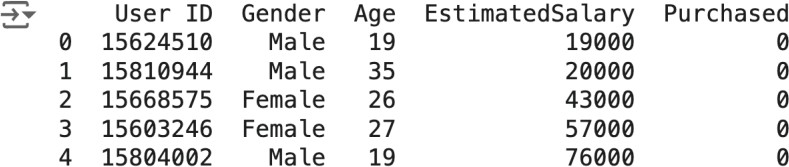 User ID Gender Age EstimatedSalary Purchased
0 15624510 Male 19 19000 0
1 15810944 Male 35 20000 0
2 15668575 Female 26 43000 0
3 15603246 Female 27 57000 0
4 15804002 Male 19 76000 0